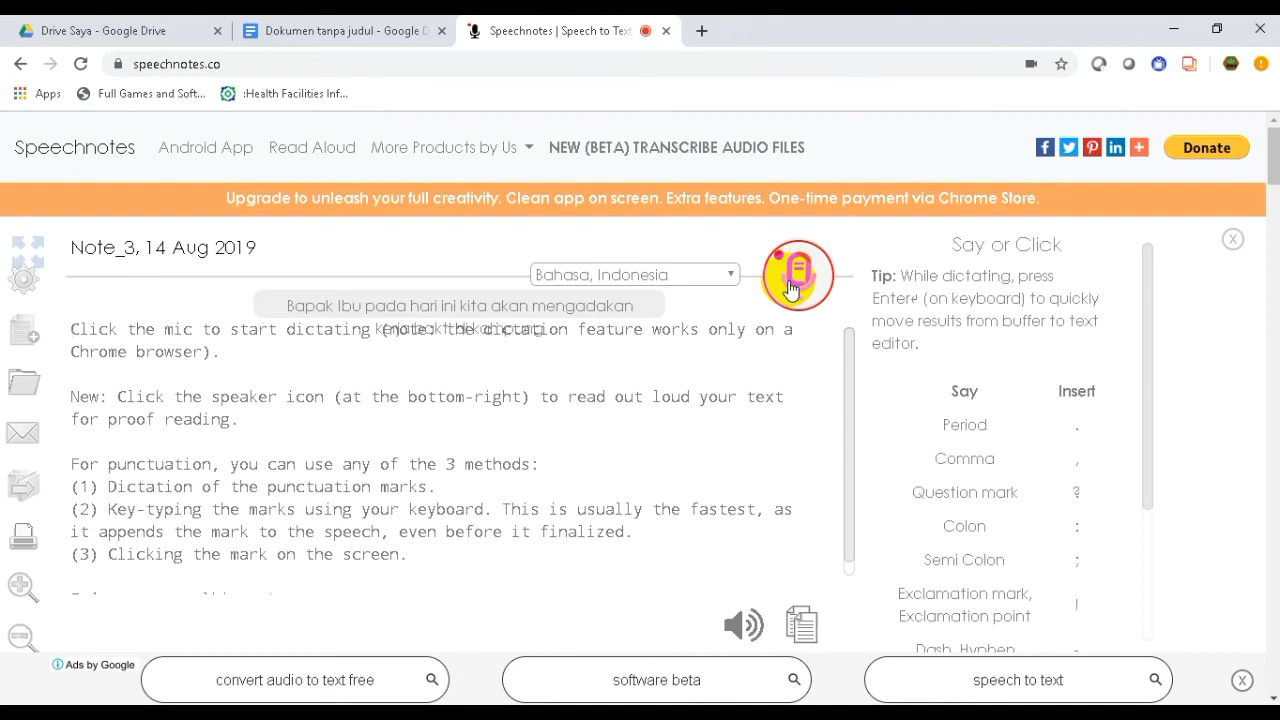 Drive Saya - Google Drive
Dokumen tanpa judul - Google D
Speechnotes | Speech to Text
speechnotes.co
Apps
Full Games and Soft...
:Health Facilities Inf...
Speechnotes
Android App
Read Aloud
More Products by Us
NEW (BETA) TRANSCRIBE AUDIO FILES
Donate
Upgrade to unleash your full creativity. Clean app on screen. Extra features. One-time payment via Chrome Store.
Note_3, 14 Aug 2019
Bahasa, Indonesia
Bapak Ibu pada hari ini kita akan mengadakan
Click the mic to start dictating (note: the dictation feature works only on a
Chrome browser).
New: Click the speaker icon (at the bottom-right) to read out loud your text
for proof reading.
For punctuation, you can use any of the 3 methods:
(1) Dictation of the punctuation marks.
(2) Key-typing the marks using your keyboard. This is usually the fastest, as
it appends the mark to the speech, even before it finalized.
(3) Clicking the mark on the screen.
Say or Click
Tip: While dictating, press
Enter↵ (on keyboard) to quickly
move results from buffer to text
editor.
Say Insert
Period .
Comma ,
Question mark ?
Colon :
Semi Colon ;
Exclamation mark,
Exclamation point !
Dash, Hyphen -
Ads by Google
convert audio to text free
software beta
speech to text